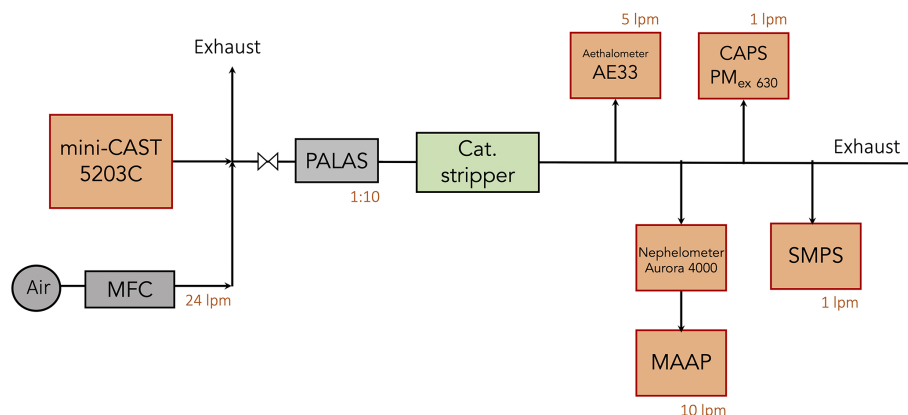 5 lpm
1 lpm
Exhaust
Aethalometer
AE33
CAPS
PMex 630
mini-CAST
5203C
PALAS
1:10
Cat.
stripper
Exhaust
Air
MFC
24 lpm
Nephelometer
Aurora 4000
SMPS
1 lpm
MAAP
10 lpm